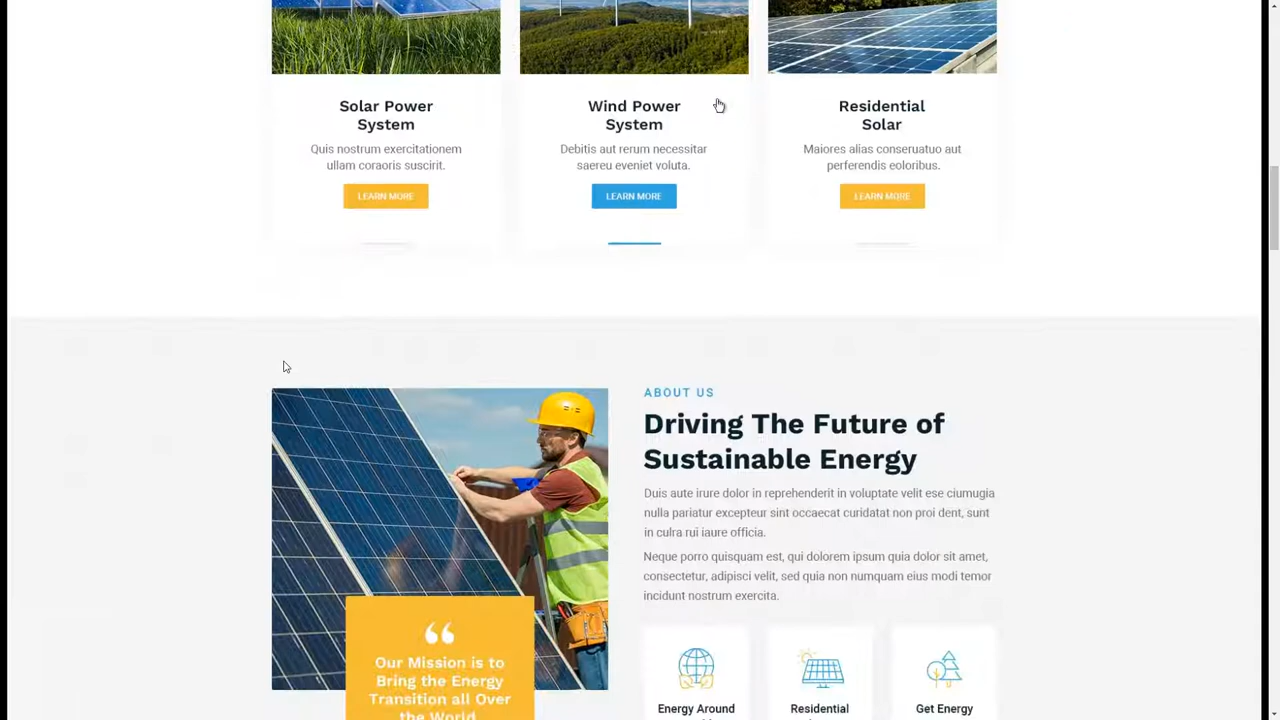 Solar Power
System
Quis nostrum exercitationem
ullam coraoris suscirit.
LEARN MORE
Wind Power
System
Debitis aut rerum necessitar
saereu eveniet voluta.
LEARN MORE
Residential
Solar
Maiores alias conseruatuo aut
perferendis eoloribus.
LEARN MORE
ABOUT US
Driving The Future of
Sustainable Energy
Duis aute irure dolor in reprehenderit in voluptate velit ese ciumugia
nulla pariatur excepteur sint occaecat curidatat non proi dent, sunt
in culra rui iaure officia.
Neque porro quisquam est, qui dolorem ipsum quia dolor sit amet,
consectetur, adipisci velit, sed quia non numquam eius modi temor
incidunt nostrum exercita.
Our Mission is to
Bring the Energy
Transition all Over
the World
Energy Around
Residential
Get Energy